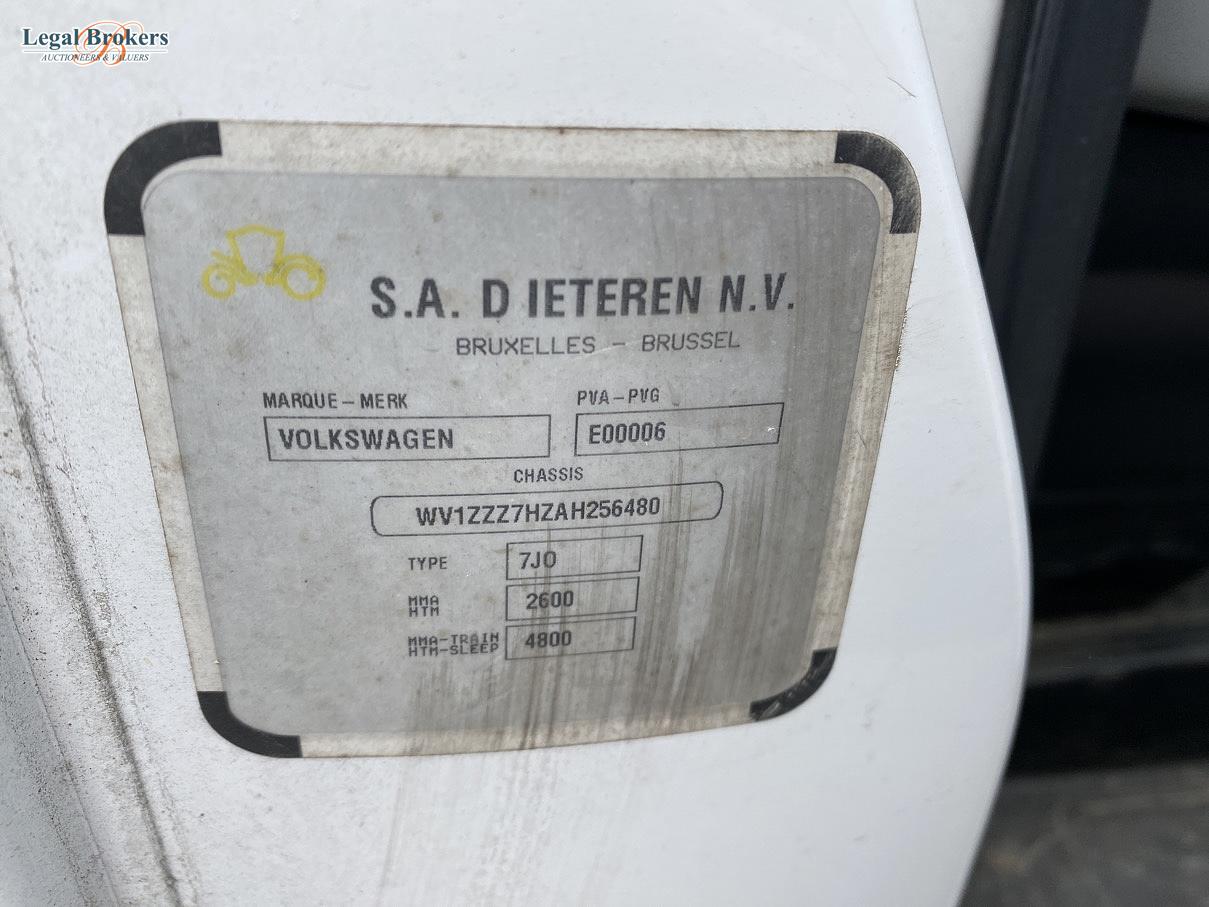 Legal Brokers
AUCTIONEERS & VALUERS
S.A. D IETEREN N.V.
BRUXELLES - BRUSSEL
MARQUE-MERK
PVA-PVG
VOLKSWAGEN
E00006
CHASSIS
WV1ZZZ7HZAH256480
TYPE
7J0
MMA
HTM
2600
MMA-TRAIN
HTM-SLEEP
4800